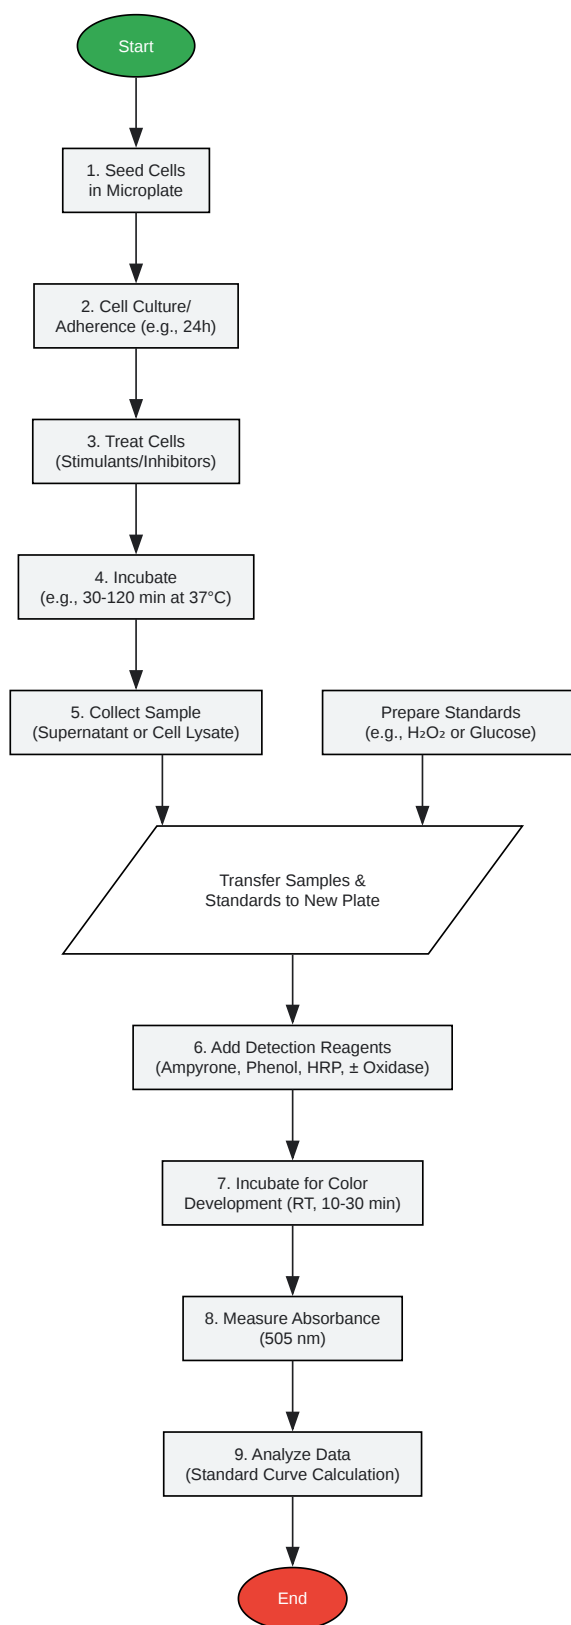 Start
1. Seed Cells
in Microplate
2. Cell Culture/
Adherence (e.g., 24h)
3. Treat Cells
(Stimulants/Inhibitors)
4. Incubate
(e.g., 30-120 min at 37°C)
5. Collect Sample
(Supernatant or Cell Lysate)
Prepare Standards
(e.g., H₂O₂ or Glucose)
Transfer Samples &
Standards to New Plate
6. Add Detection Reagents
(Ampyrone, Phenol, HRP, ± Oxidase)
7. Incubate for Color
Development (RT, 10-30 min)
8. Measure Absorbance
(505 nm)
9. Analyze Data
(Standard Curve Calculation)
End